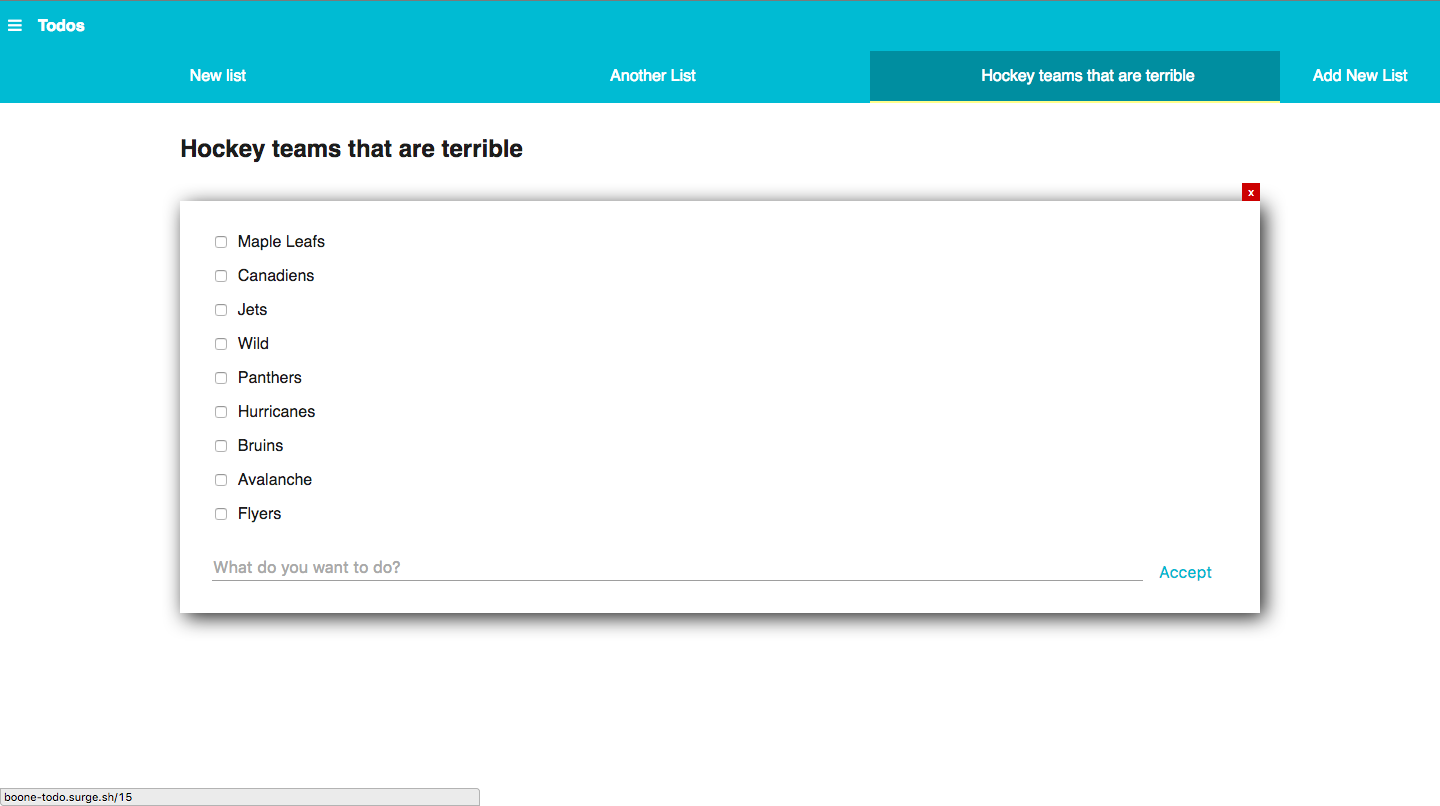 Todos
New list
Another List
Hockey teams that are terrible
Add New List
Hockey teams that are terrible
x
Maple Leafs
Canadiens
Jets
Wild
Panthers
Hurricanes
Bruins
Avalanche
Flyers
What do you want to do?
Accept
boone-todo.surge.sh/15